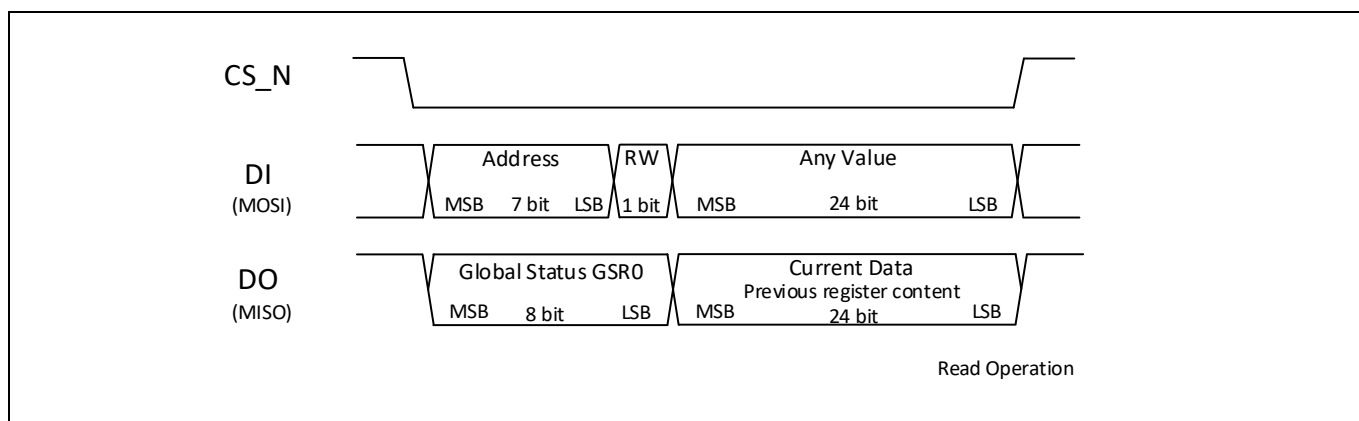 CS_N
DI
(MOSI)
Address
RW
Any Value
MSB 7 bit LSB 1 bit MSB 24 bit LSB
DO
(MISO)
Global Status GSR0
Current Data
Previous register content
MSB 8 bit LSB MSB 24 bit LSB
Read Operation